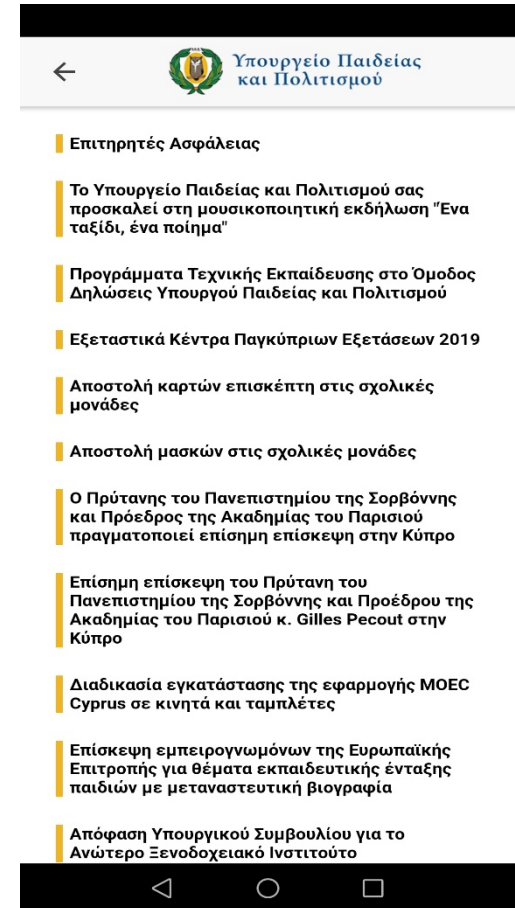 Υπουργείο Παιδείας
και Πολιτισμού
Επιτηρητές Ασφάλειας
Το Υπουργείο Παιδείας και Πολιτισμού σας
προσκαλεί στη μουσικοποιητική εκδήλωση "Ένα
ταξίδι, ένα ποίημα"
Προγράμματα Τεχνικής Εκπαίδευσης στο Όμοδος
Δηλώσεις Υπουργού Παιδείας και Πολιτισμού
Εξεταστικά Κέντρα Παγκύπριων Εξετάσεων 2019
Αποστολή καρτών επισκέπτη στις σχολικές
μονάδες
Αποστολή μασκών στις σχολικές μονάδες
Ο Πρύτανης του Πανεπιστημίου της Σορβόννης
και Πρόεδρος της Ακαδημίας του Παρισιού
πραγματοποιεί επίσημη επίσκεψη στην Κύπρο
Επίσημη επίσκεψη του Πρύτανη του
Πανεπιστημίου της Σορβόννης και Προέδρου της
Ακαδημίας του Παρισιού κ. Gilles Pecout στην
Κύπρο
Διαδικασία εγκατάστασης της εφαρμογής MOEC
Cyprus σε κινητά και ταμπλέτες
Επίσκεψη εμπειρογνωμόνων της Ευρωπαϊκής
Επιτροπής για θέματα εκπαιδευτικής ένταξης
παιδιών με μεταναστευτική βιογραφία
Απόφαση Υπουργικού Συμβουλίου για το
Ανώτερο Ξενοδοχειακό Ινστιτούτο